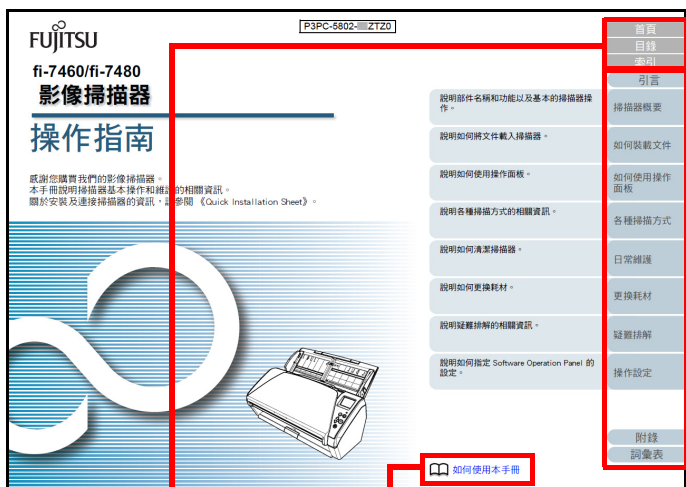 P3PC-5802- ZTZ0
FUJITSU
fi-7460/fi-7480
影像掃描器
操作指南
感謝您購買我們的影像掃描器。
本手冊說明掃描器基本操作和維 的相關資訊。
關於安裝及連接掃描器的資訊， 參閱 《Quick Installation Sheet》。
首頁
目錄
索引
引言
說明部件名稱和功能以及基本的掃描器操
作。
掃描器概要
說明如何將文件載入掃描器。
如何裝載文件
說明如何使用操作面板。
如何使用操作
面板
說明各種掃描方式的相關資訊。
各種掃描方式
說明如何清潔掃描器。
日常維護
說明如何更換耗材。
更換耗材
說明疑難排解的相關資訊。
疑難排解
說明如何指定 Software Operation Panel 的
設定。
操作設定
附錄
詞彙表
如何使用本手冊